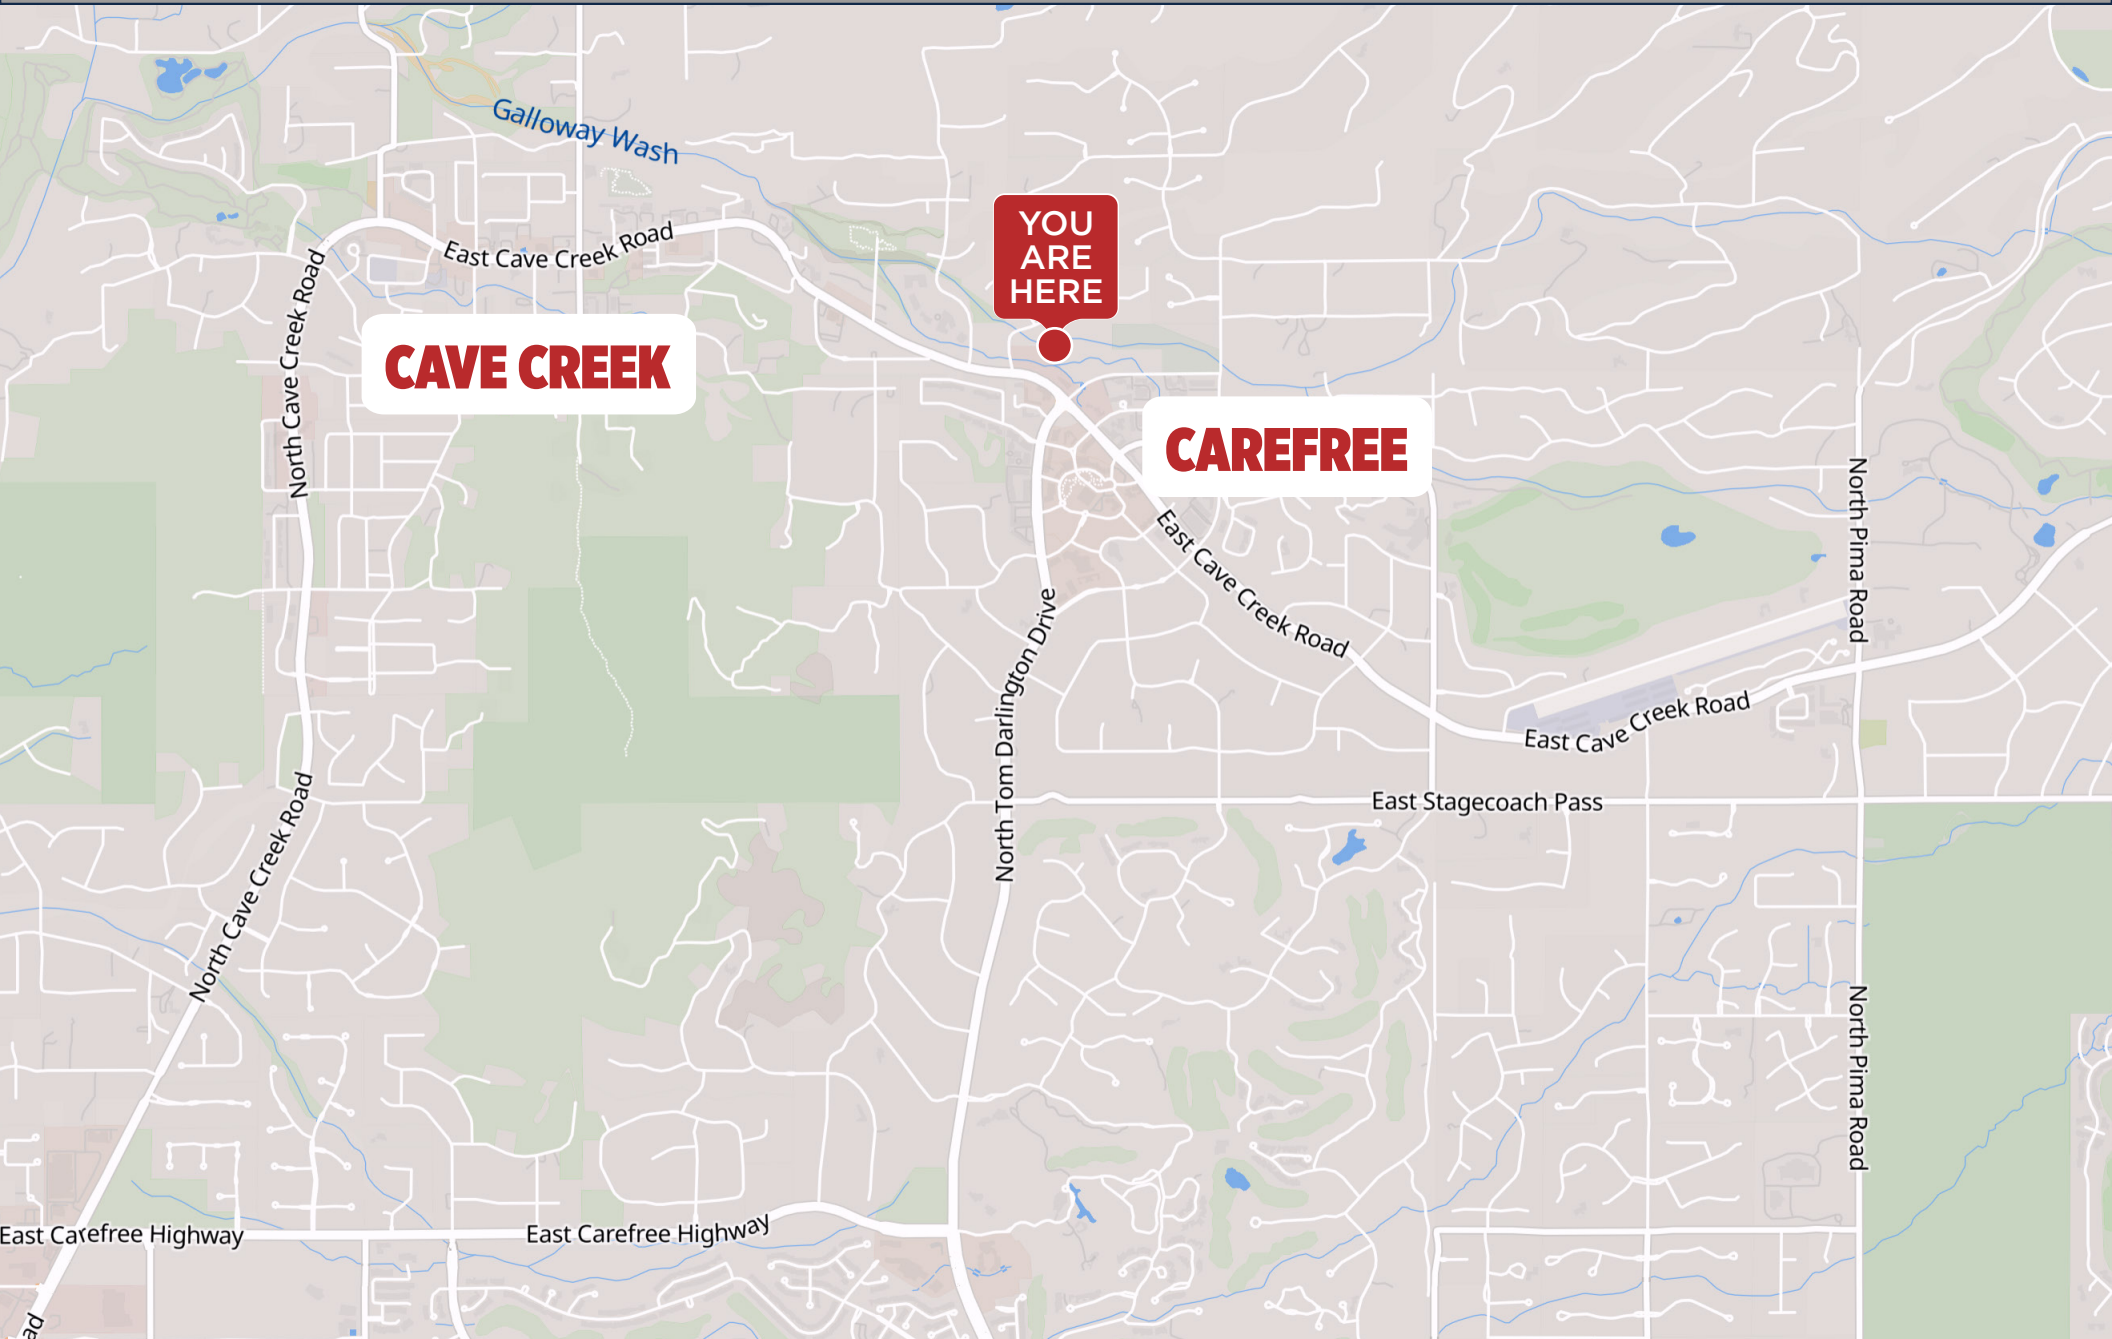 Galloway Wash
YOU
ARE
HERE
East Cave Creek Road
North Cave Creek Road
CAVE CREEK
CAREFREE
East Cave Creek Road
North Pima Road
North Tom Darlington Drive
East Cave Creek Road
East Stagecoach Pass
North Cave Creek Road
North Pima Road
East Carefree Highway
East Carefree Highway
ad